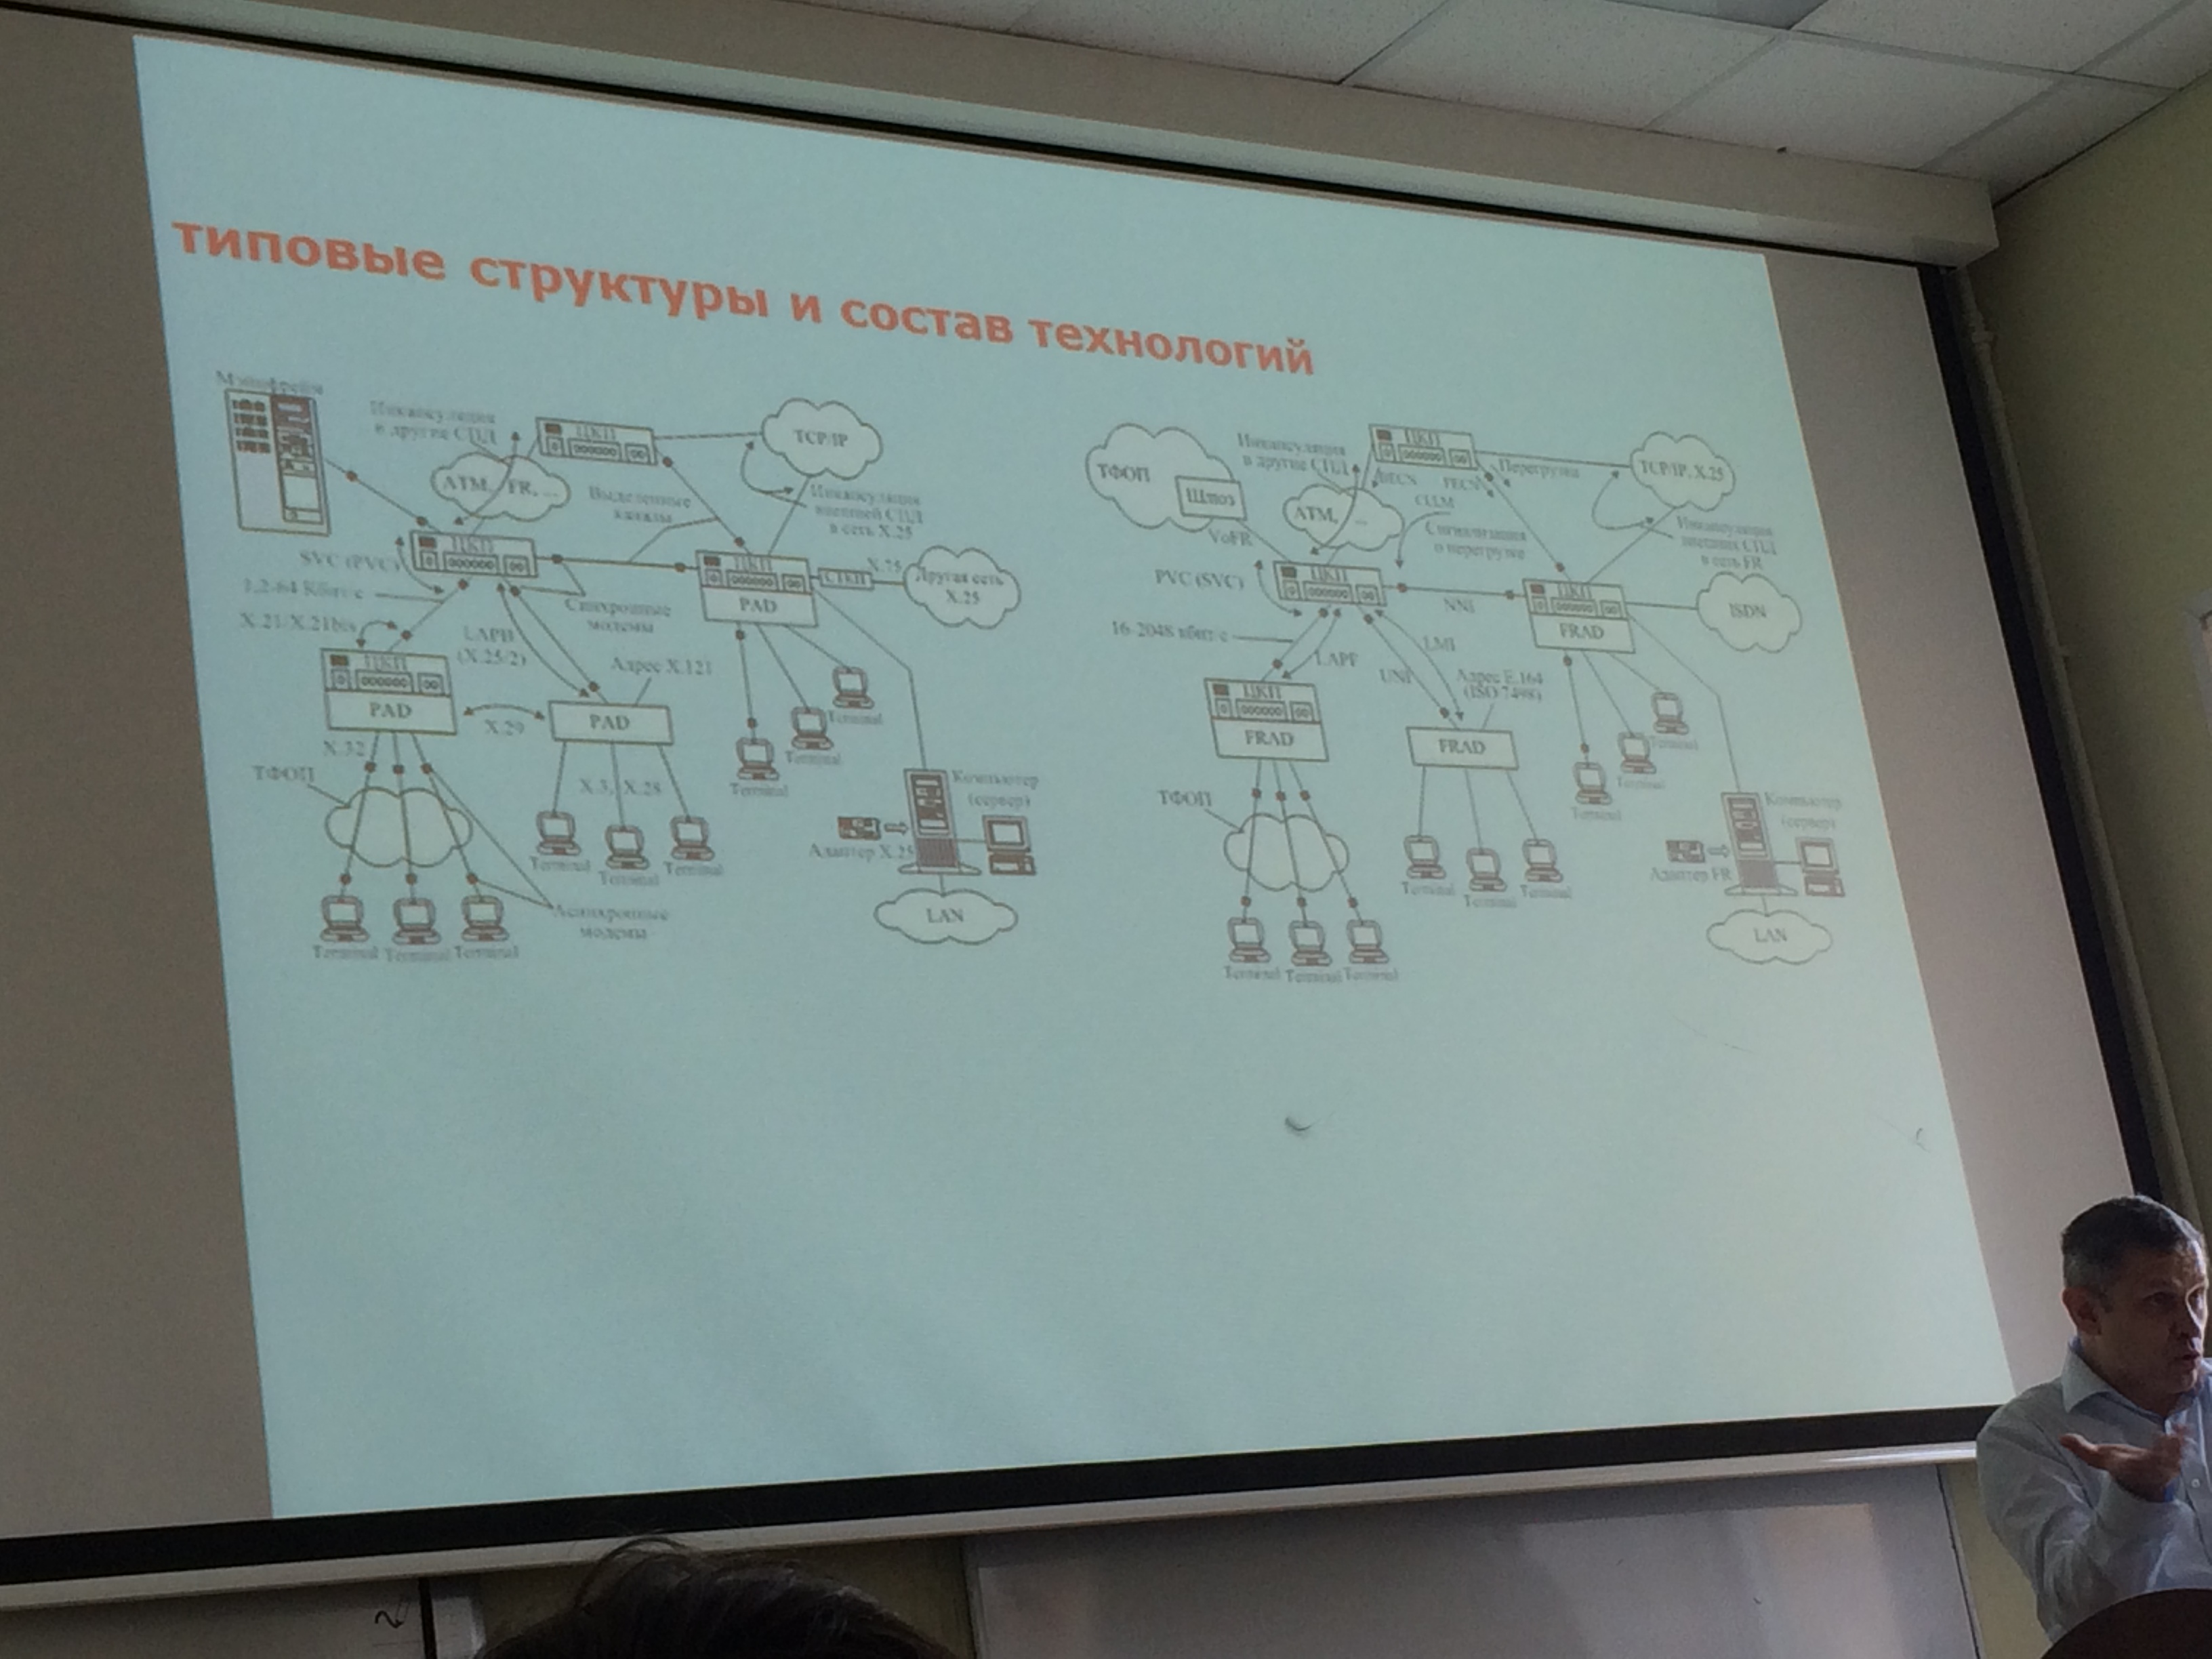 типовые структуры и состав технологий
Мэйнфрейм
Инкапсуляция
в другие СПД
ЦКП
TCP/IP
ATM, FR, ...
Выделенные
каналы
Инкапсуляция
внешней СПД
в сеть X.25
ЦКП
SVC (PVC)
1,2-64 Кбит/с
X.21/X.21bis
LAPB
(X.25/2)
Синхронные
модемы
ЦКП
PAD
СТКП
X.75
Другая сеть
X.25
Адрес X.121
ЦКП
PAD
X.29
PAD
X.32
ТФОП
X.3, X.28
Terminal
Terminal
Terminal
Terminal
Terminal
Terminal
Компьютер
(сервер)
Адаптер X.25
LAN
Асинхронные
модемы
Terminal Terminal Terminal
ТФОП
Шлюз
VoFR
Инкапсуляция
в другие СПД
ЦКП
BECN
FECN
Перегрузка
TCP/IP, X.25
ATM, ...
CLLM
Сигнализация
о перегрузке
Инкапсуляция
внешних СПД
в сеть FR
PVC (SVC)
ЦКП
NNI
ЦКП
FRAD
ISDN
16-2048 кбит/с
LAPF
UNI
LMI
Адрес E.164
(ISO 7498)
ЦКП
FRAD
FRAD
ТФОП
Terminal
Terminal
Terminal
Terminal
Terminal
Terminal
Компьютер
(сервер)
Адаптер FR
LAN
Terminal Terminal Terminal